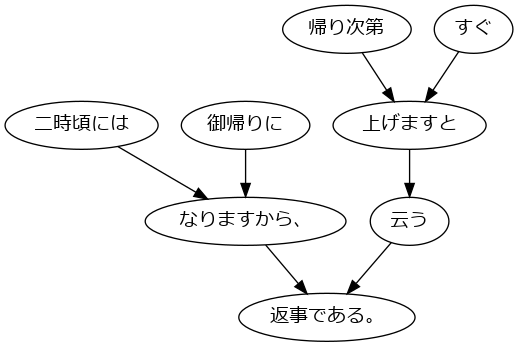 帰り次第 すぐ
二時頃には 御帰りに 上げますと
なりますから、 云う
返事である。